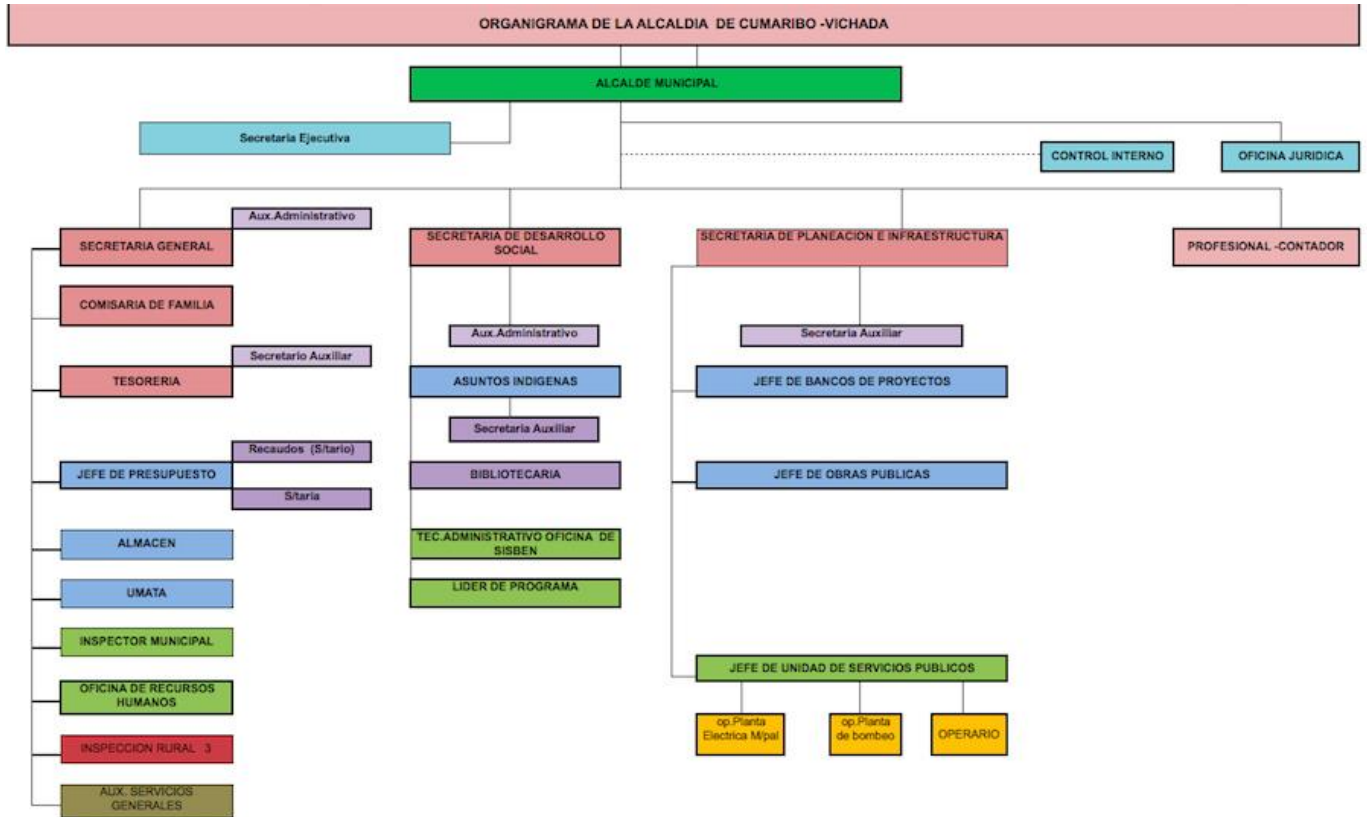 ORGANIGRAMA DE LA ALCALDIA DE CUMARIBO -VICHADA
ALCALDE MUNICIPAL
Secretaria Ejecutiva
CONTROL INTERNO
OFICINA JURIDICA
Aux.Administrativo
SECRETARIA GENERAL
COMISARIA DE FAMILIA
Secretario Auxiliar
TESORERIA
Recaudos (S/tario)
JEFE DE PRESUPUESTO
S/taria
ALMACEN
UMATA
INSPECTOR MUNICIPAL
OFICINA DE RECURSOS
HUMANOS
INSPECCION RURAL 3
AUX. SERVICIOS
GENERALES
SECRETARIA DE DESARROLLO
SOCIAL
Aux.Administrativo
ASUNTOS INDIGENAS
Secretaria Auxiliar
BIBLIOTECARIA
TEC.ADMINISTRATIVO OFICINA DE
SISBEN
LIDER DE PROGRAMA
SECRETARIA DE PLANEACION E INFRAESTRUCTURA
Secretaria Auxiliar
JEFE DE BANCOS DE PROYECTOS
JEFE DE OBRAS PUBLICAS
JEFE DE UNIDAD DE SERVICIOS PUBLICOS
op.Planta
Electrica M/pal
op.Planta
de bombeo
OPERARIO
PROFESIONAL -CONTADOR